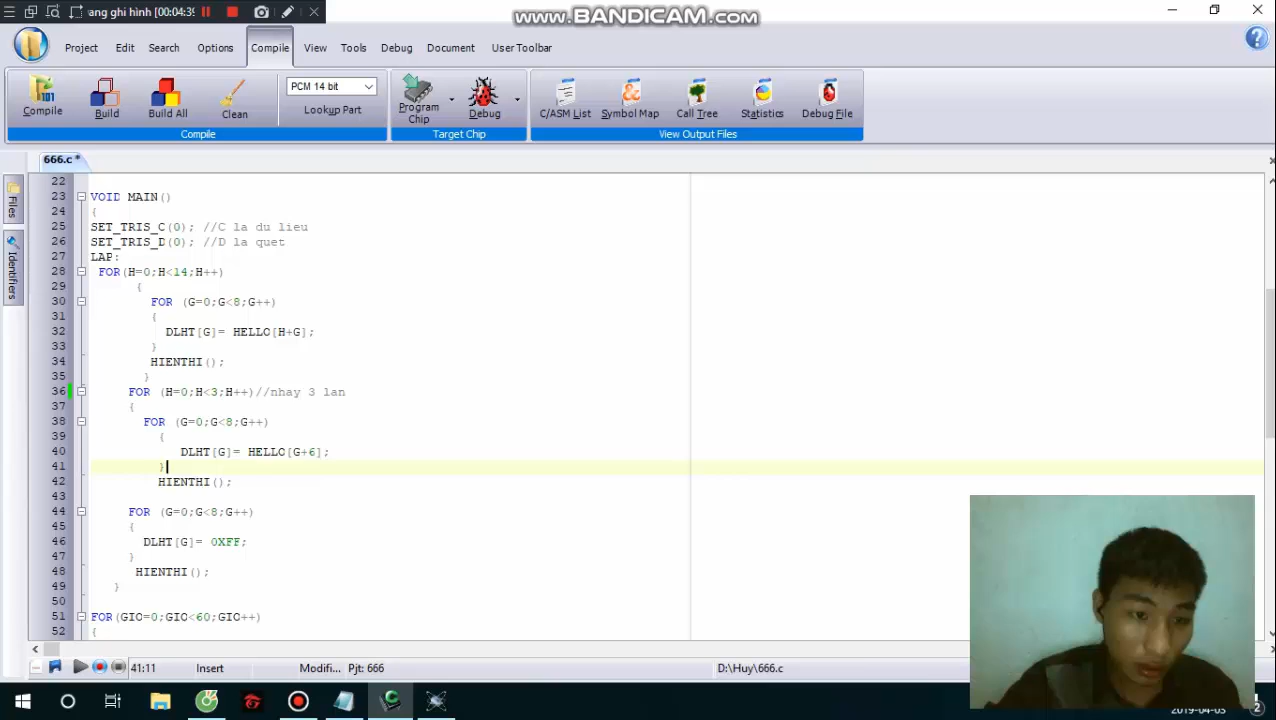 ang ghi hình [00:04:39]
www.BANDICAM.com
Project Edit Search Options Compile View Tools Debug Document User Toolbar
Compile Build Build All Clean
PCM 14 bit
Lookup Part
Program Chip Debug
C/ASM List Symbol Map Call Tree Statistics Debug File
Compile Target Chip View Output Files
666.c *
Files
Identifiers
22
23 VOID MAIN()
24 {
25 SET_TRIS_C(0); //C la du lieu
26 SET_TRIS_D(0); //D la quet
27 LAP:
28 FOR(H=0;H<14;H++)
29 {
30 FOR (G=0;G<8;G++)
31 {
32 DLHT[G]= HELLO[H+G];
33 }
34 HIENTHI();
35 }
36 FOR (H=0;H<3;H++)//nhay 3 lan
37 {
38 FOR (G=0;G<8;G++)
39 {
40 DLHT[G]= HELLO[G+6];
41 }
42 HIENTHI();
43
44 FOR (G=0;G<8;G++)
45 {
46 DLHT[G]= 0XFF;
47 }
48 HIENTHI();
49 }
50
51 FOR(GIO=0;GIO<60;GIO++)
52 {
41:11 Insert Modifi... Pjt: 666 D:\Huy\666.c
2019-04-03
2